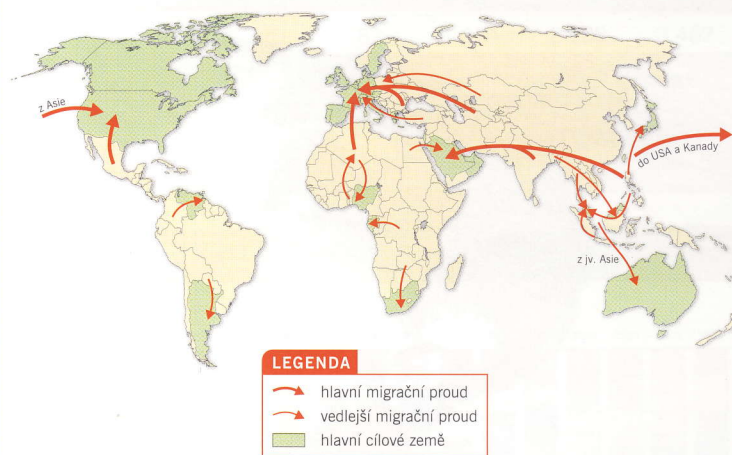 z Asie
do USA a Kanady
z jv. Asie
LEGENDA
hlavní migrační proud
vedlejší migrační proud
hlavní cílové země